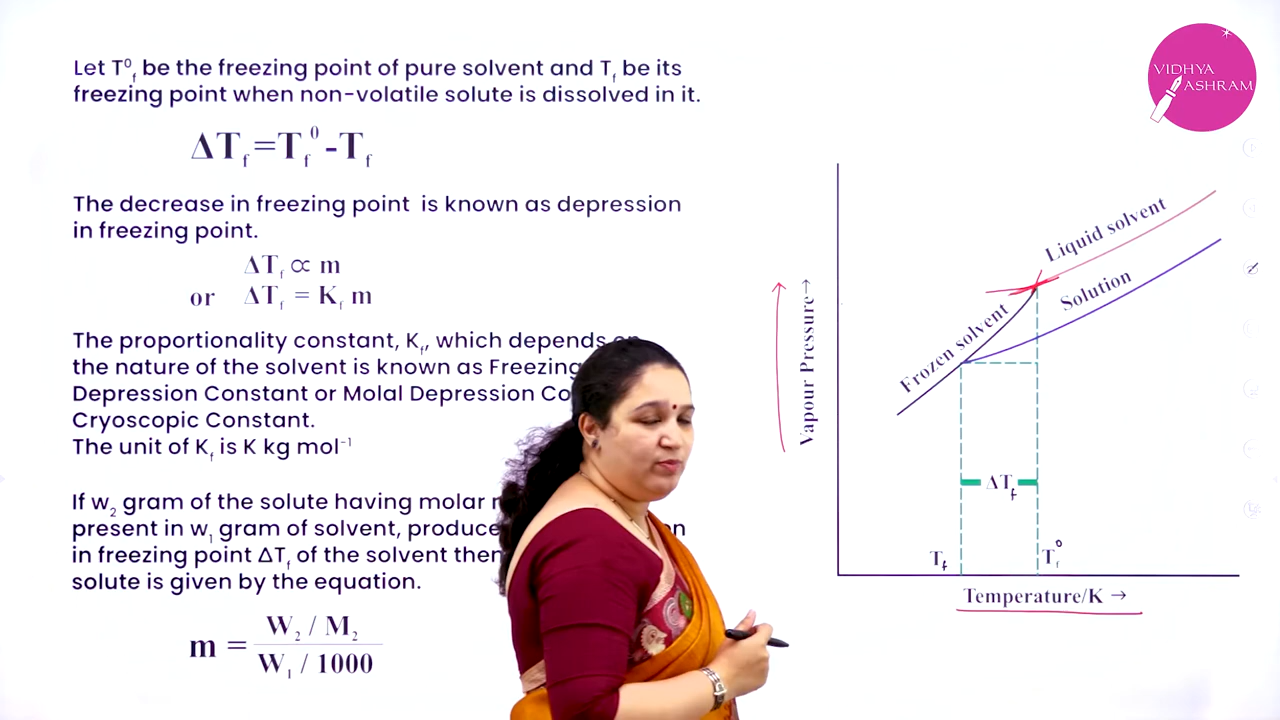 Let T⁰f be the freezing point of pure solvent and Tf be its
freezing point when non-volatile solute is dissolved in it.
ΔTf=Tf⁰-Tf
The decrease in freezing point is known as depression
in freezing point.
ΔTf ∝ m
or ΔTf = Kf m
The proportionality constant, Kf, which depends
the nature of the solvent is known as Freezing
Depression Constant or Molal Depression
Cryoscopic Constant.
The unit of Kf is K kg mol⁻¹
If w₂ gram of the solute having molar
present in w₁ gram of solvent,
in freezing point ΔTf of the solvent then
solute is given by the equation.
m = W₂ / M₂
W₁ / 1000
VIDHYA
ASHRAM
Vapour Pressure→
Liquid solvent
Solution
Frozen solvent
ΔTf
Tf
Tf⁰
Temperature/K →